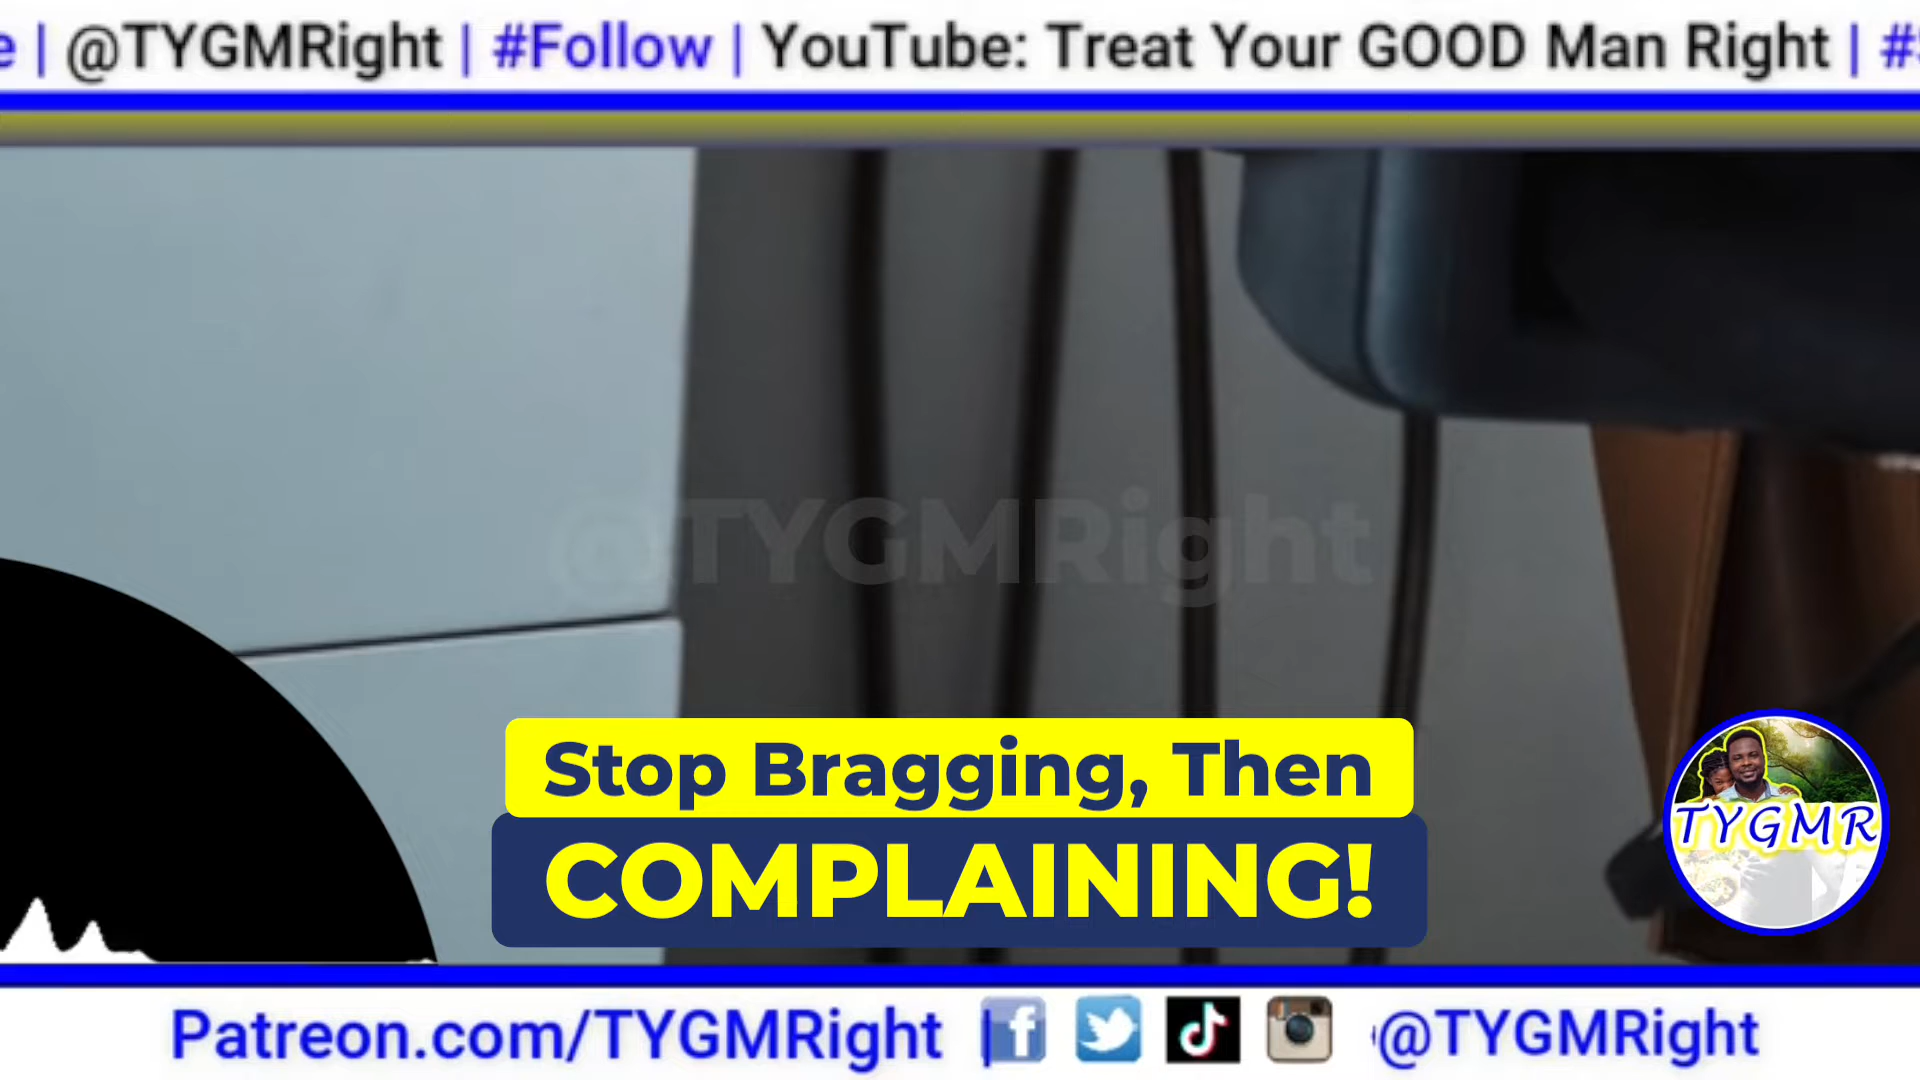 e | @TYGMRight | #Follow | YouTube: Treat Your GOOD Man Right | #
@TYGMRight
Stop Bragging, Then
COMPLAINING!
TYGMR
Patreon.com/TYGMRight | @TYGMRight